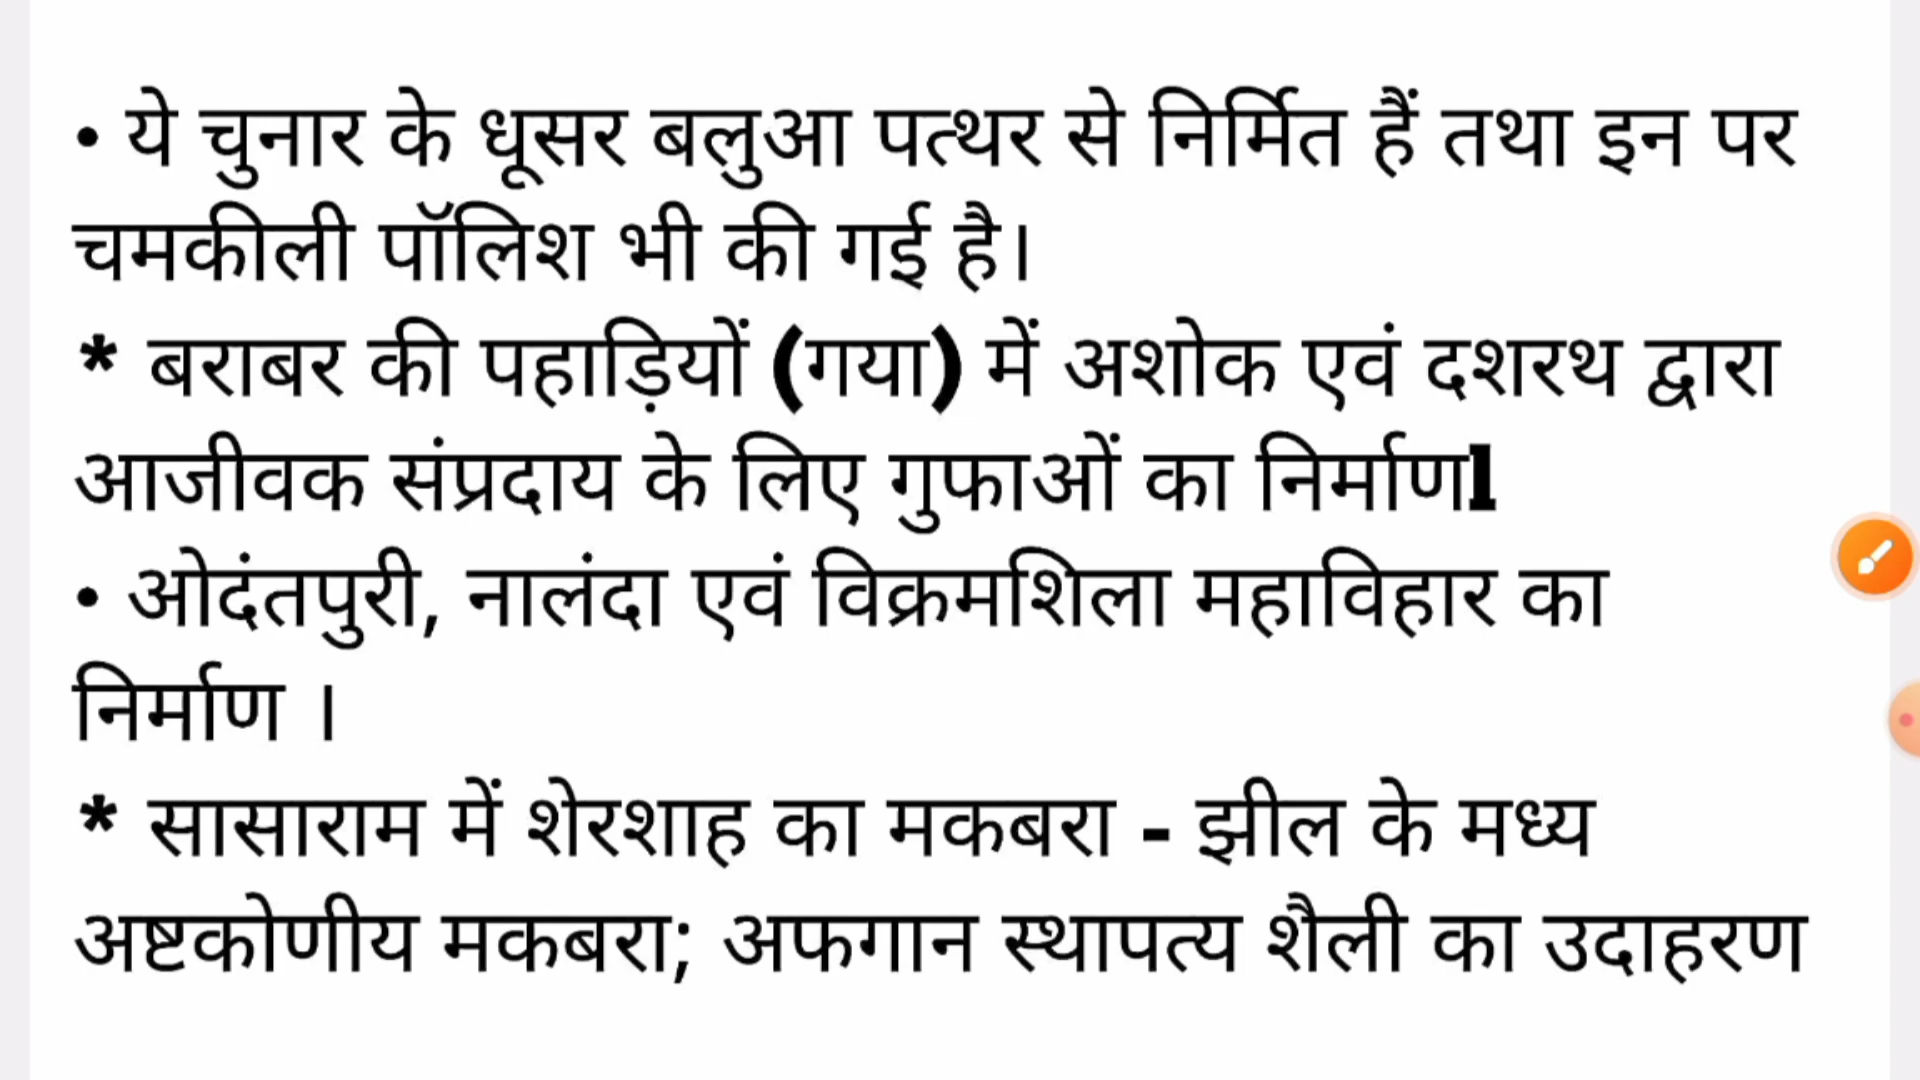 • ये चुनार के धूसर बलुआ पत्थर से निर्मित हैं तथा इन पर
चमकीली पॉलिश भी की गई है।
* बराबर की पहाड़ियों (गया) में अशोक एवं दशरथ द्वारा
आजीवक संप्रदाय के लिए गुफाओं का निर्माणl
• ओदंतपुरी, नालंदा एवं विक्रमशिला महाविहार का
निर्माण ।
* सासाराम में शेरशाह का मकबरा - झील के मध्य
अष्टकोणीय मकबरा; अफगान स्थापत्य शैली का उदाहरण